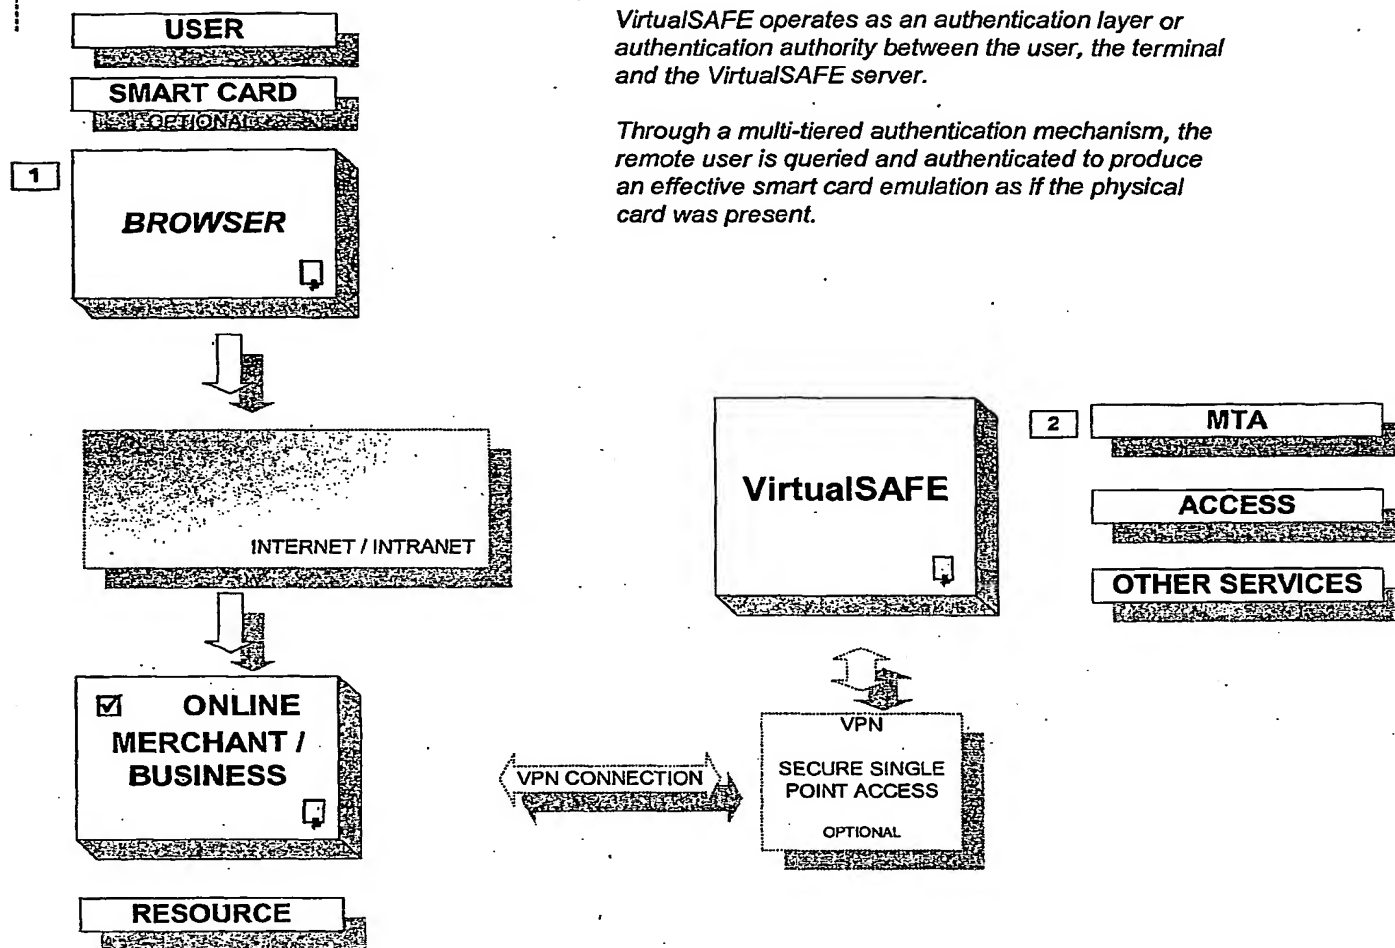 USER
SMART CARD
OPTIONAL
1
BROWSER
INTERNET / INTRANET
ONLINE
MERCHANT /
BUSINESS
RESOURCE
VirtualSAFE operates as an authentication layer or
authentication authority between the user, the terminal
and the VirtualSAFE server.
Through a multi-tiered authentication mechanism, the
remote user is queried and authenticated to produce
an effective smart card emulation as if the physical
card was present.
VirtualSAFE
2
MTA
ACCESS
OTHER SERVICES
VPN CONNECTION
VPN
SECURE SINGLE
POINT ACCESS
OPTIONAL